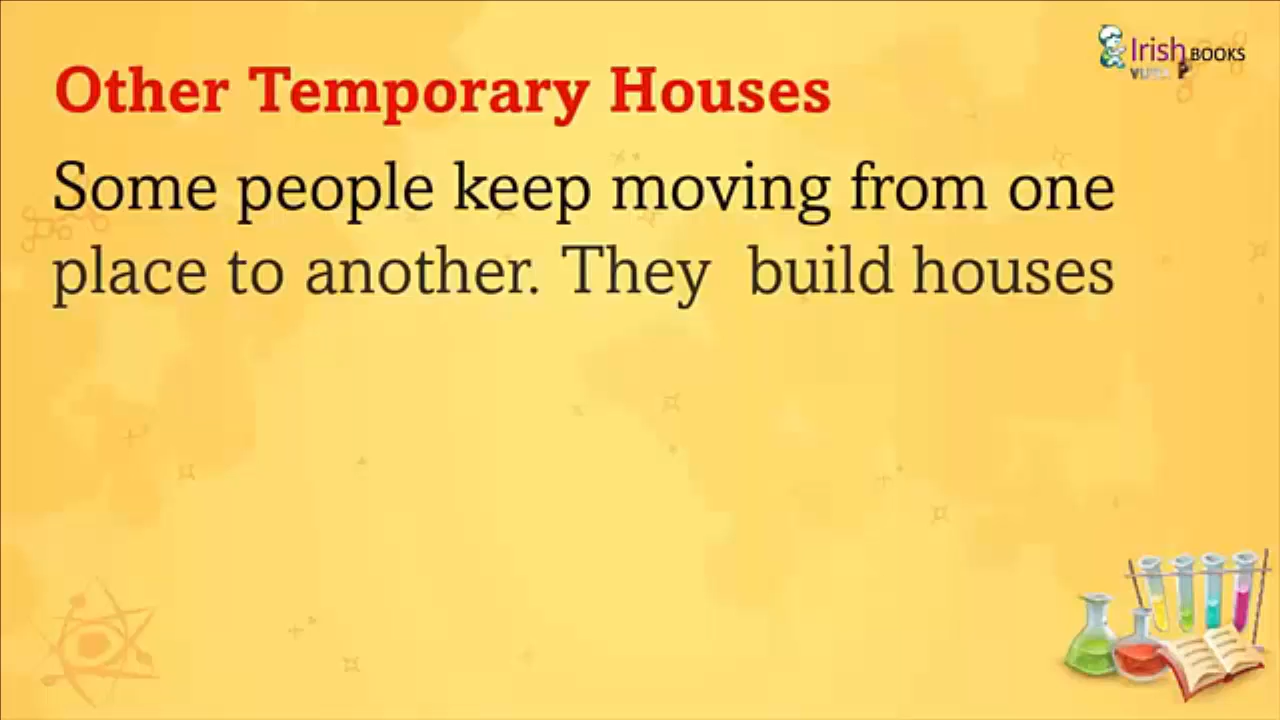 Irish BOOKS
Other Temporary Houses
Some people keep moving from one
place to another. They build houses